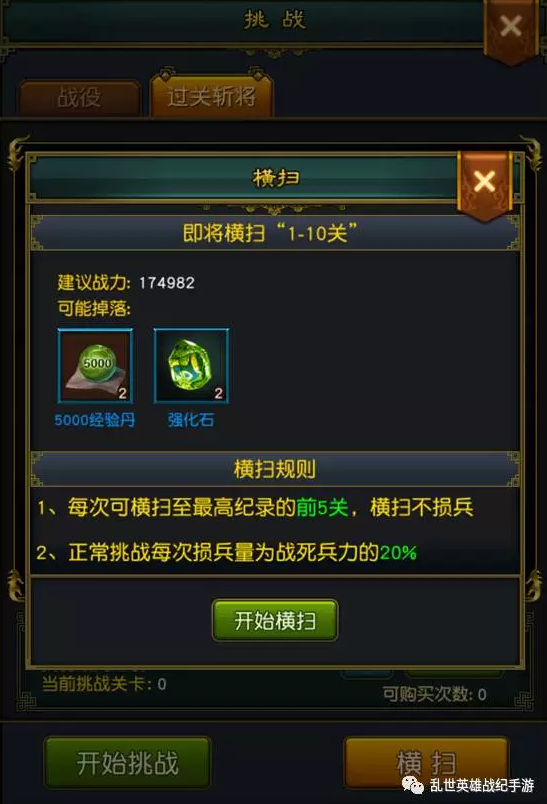 挑战
战役
过关斩将
横扫
即将横扫“1-10关”
建议战力: 174982
可能掉落:
5000
2
2
5000经验丹
强化石
横扫规则
1、每次可横扫至最高纪录的前5关，横扫不损兵
2、正常挑战每次损兵量为战死兵力的20%
开始横扫
当前挑战关卡: 0
可购买次数: 0
开始挑战
横扫
乱世英雄战纪手游